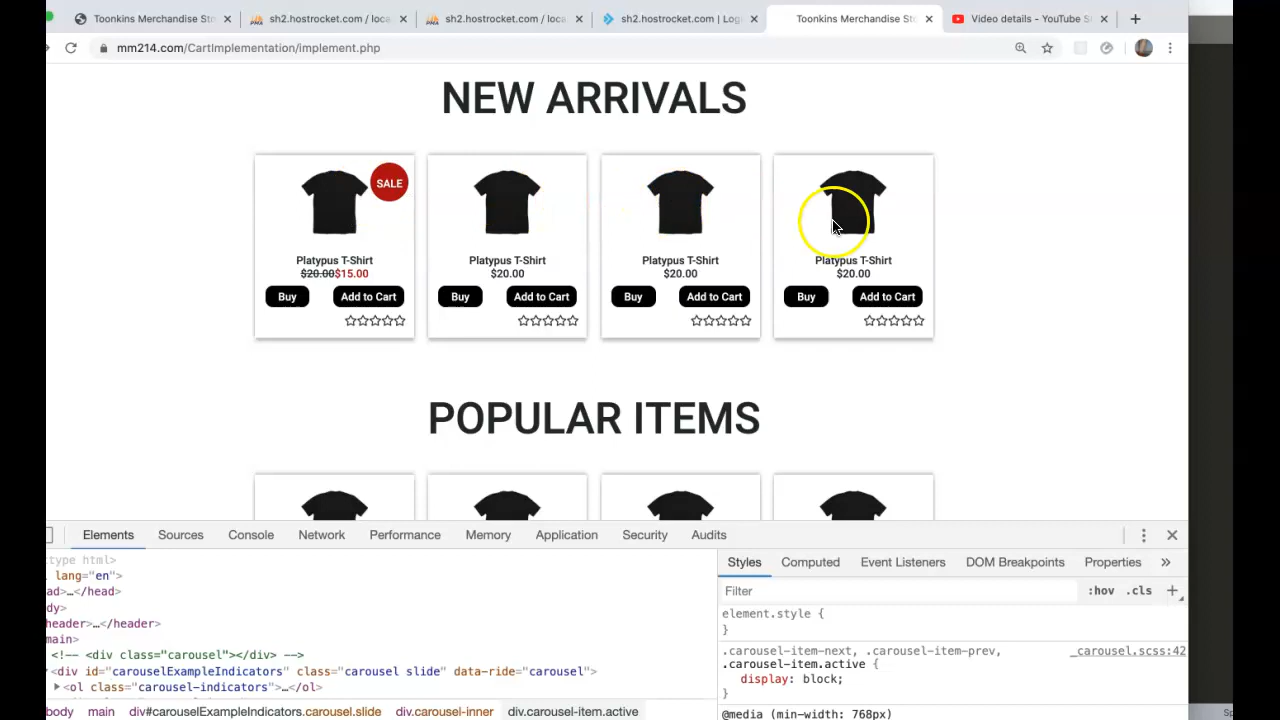 Toonkins Merchandise Sto
sh2.hostrocket.com / loca
sh2.hostrocket.com / loca
sh2.hostrocket.com | Logi
Toonkins Merchandise Sto
Video details - YouTube S
mm214.com/CartImplementation/implement.php
NEW ARRIVALS
SALE
Platypus T-Shirt Platypus T-Shirt Platypus T-Shirt Platypus T-Shirt
$20.00$15.00 $20.00 $20.00 $20.00
Buy Add to Cart Buy Add to Cart Buy Add to Cart Buy Add to Cart
POPULAR ITEMS
Elements Sources Console Network Performance Memory Application Security Audits
Styles Computed Event Listeners DOM Breakpoints Properties »
Filter :hov .cls +
type html>
lang="en">
ad>…</head>
dy>
header>…</header>
main>
<!-- <div class="carousel"></div> -->
<div id="carouselExampleIndicators" class="carousel slide" data-ride="carousel">
<ol class="carousel-indicators">…</ol>
body main div#carouselExampleIndicators.carousel.slide div.carousel-inner div.carousel-item.active
element.style {
}
.carousel-item-next, .carousel-item-prev, _carousel.scss:42
.carousel-item.active {
display: block;
}
@media (min-width: 768px)